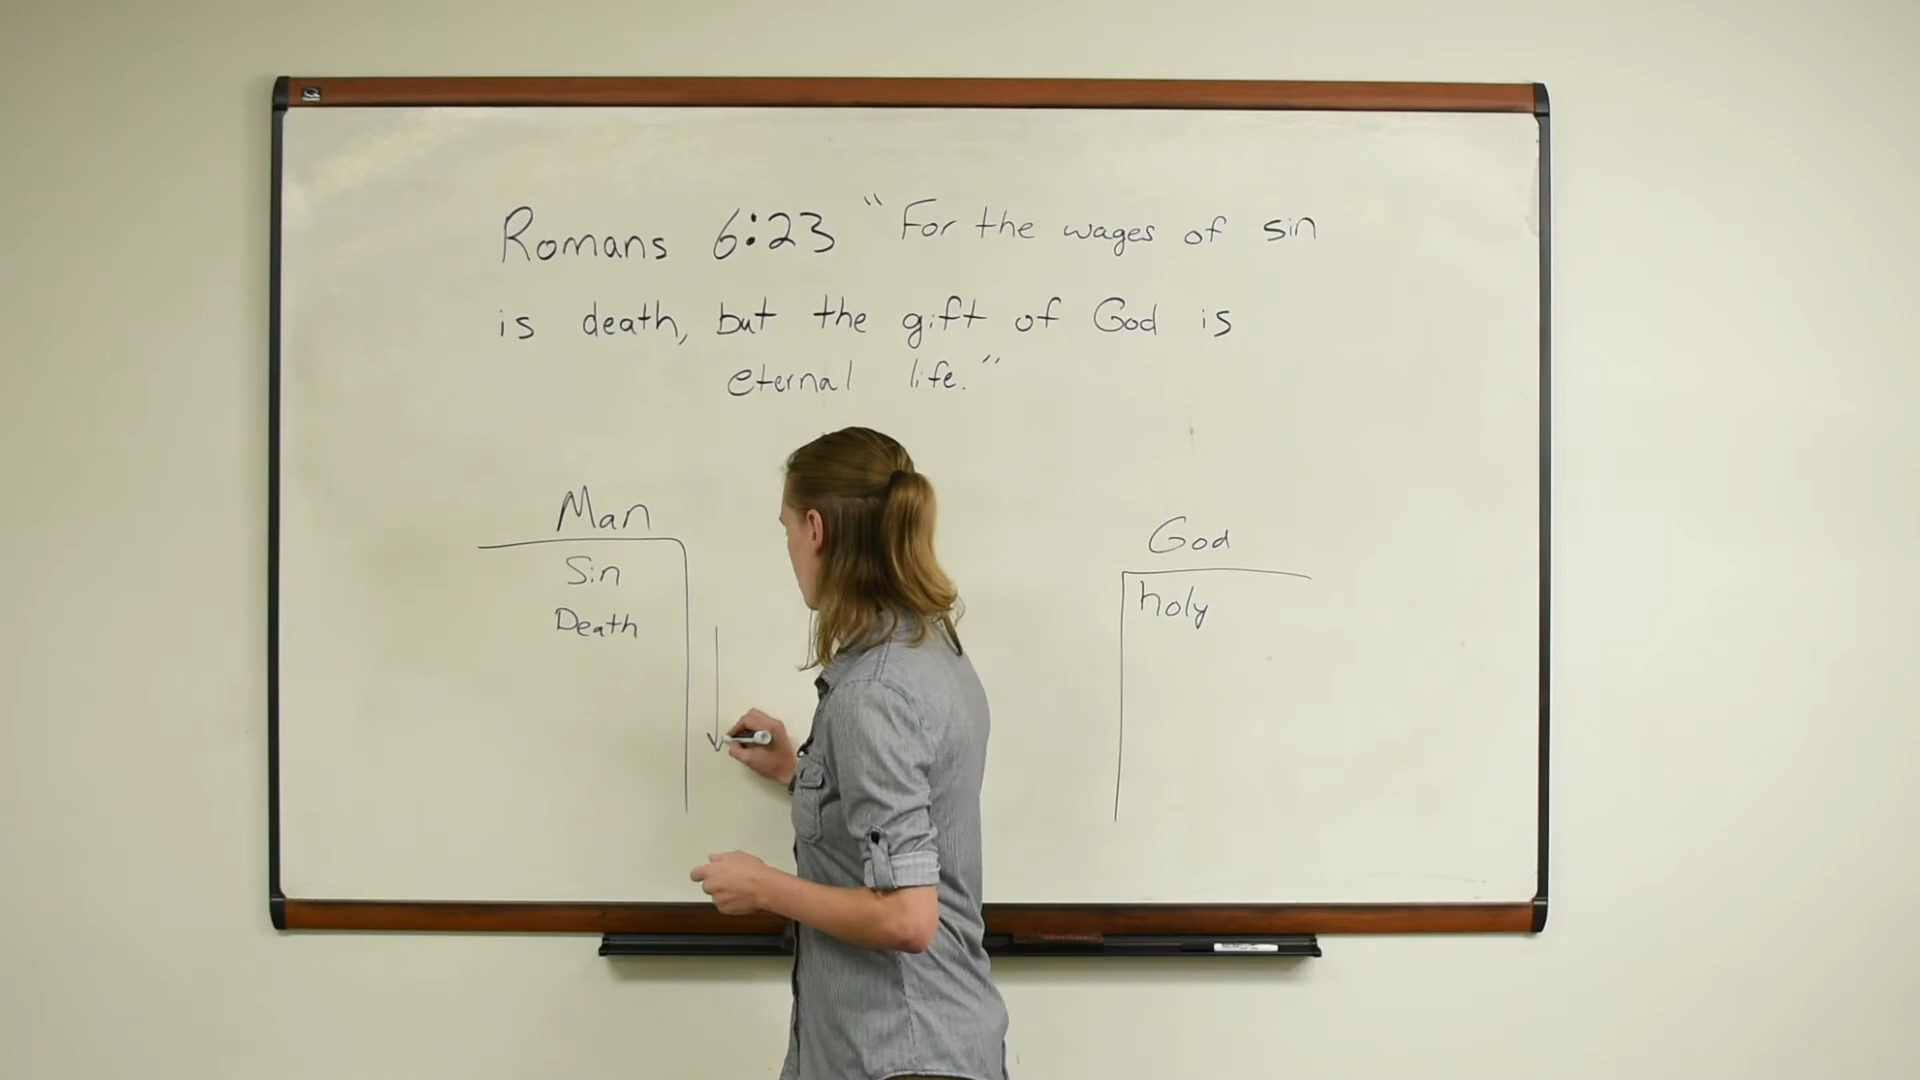 Romans 6:23 “For the wages of sin
is death, but the gift of God is
eternal life.”
Man
Sin
Death
God
holy